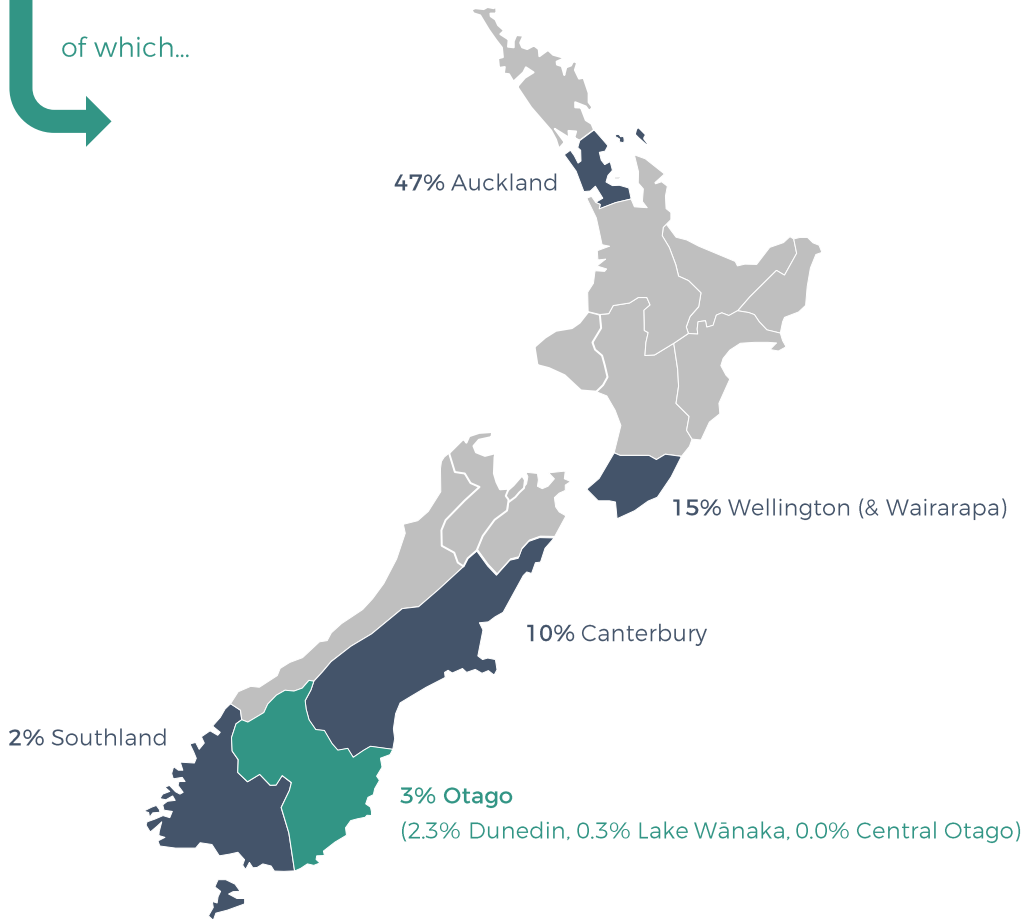 of which...
47% Auckland
15% Wellington (& Wairarapa)
10% Canterbury
2% Southland
3% Otago
(2.3% Dunedin, 0.3% Lake Wānaka, 0.0% Central Otago)